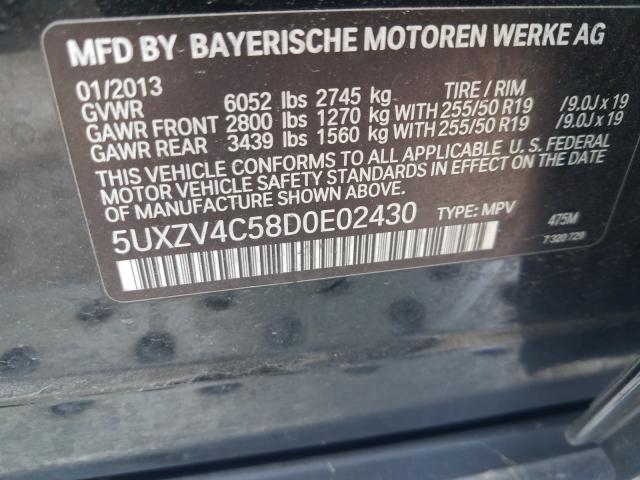 MFD BY BAYERISCHE MOTOREN WERKE AG
01/2013 TIRE / RIM
GVWR 6052 lbs 2745 kg
GAWR FRONT 2800 lbs 1270 kg WITH 255/50 R19 /9.0J x 19
GAWR REAR 3439 lbs 1560 kg WITH 255/50 R19 /9.0J x 19
THIS VEHICLE CONFORMS TO ALL APPLICABLE U.S. FEDERAL
MOTOR VEHICLE SAFETY STANDARDS IN EFFECT ON THE DATE
OF MANUFACTURE SHOWN ABOVE.
5UXZV4C58D0E02430 TYPE: MPV 475M
7 320 729